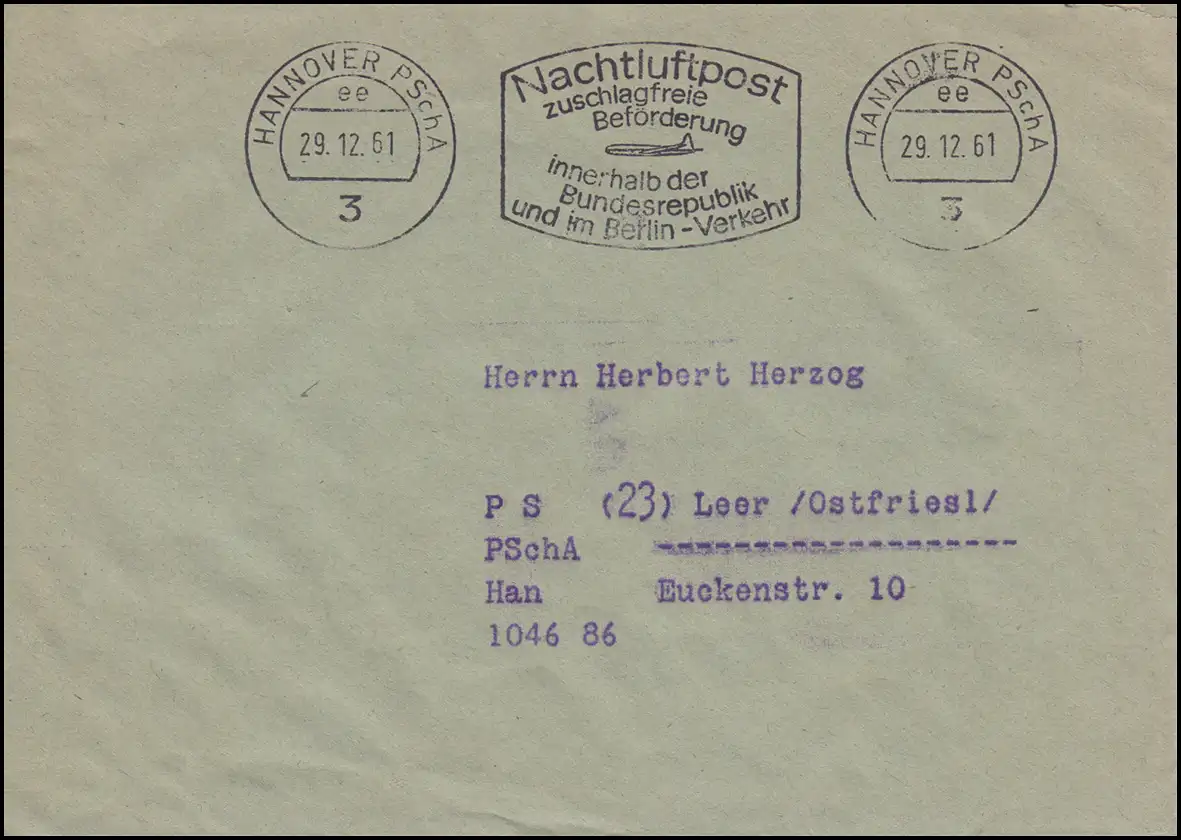 HANNOVER PSchA
ee
29.12.61
3
Nachtluftpost
zuschlagfreie
Beförderung
innerhalb der
Bundesrepublik
und im Berlin-Verkehr
HANNOVER PSchA
ee
29.12.61
3
Herrn Herbert Herzog
P S (23) Leer /Ostfriesl/
PSchA --------------------
Han Euckenstr. 10
1046 86